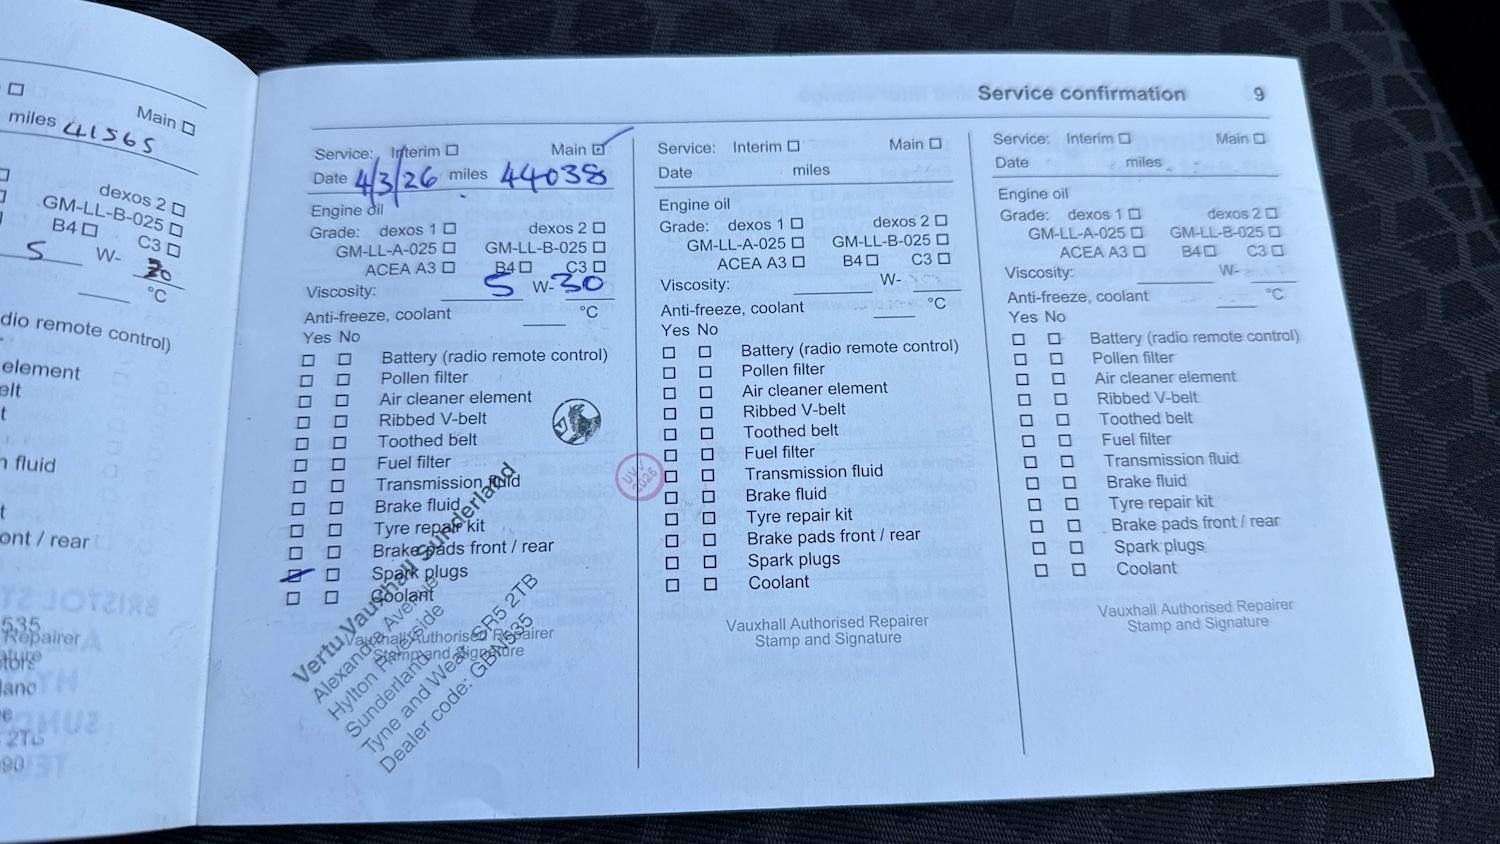 Main
miles 41565
dexos 2
GM-LL-B-025
B4 C3
5 W- 30
°C
dio remote control)
element
elt
t
n fluid
t
ont / rear
535
Repairer
2TB
90
Service confirmation 9
Service: Interim Main
Date 4/3/26 miles 44038
Engine oil
Grade: dexos 1 dexos 2
GM-LL-A-025 GM-LL-B-025
ACEA A3 B4 C3
Viscosity: 5 W- 30
Anti-freeze, coolant °C
Yes No
Battery (radio remote control)
Pollen filter
Air cleaner element
Ribbed V-belt
Toothed belt
Fuel filter
Transmission fluid
Brake fluid
Tyre repair kit
Brake pads front / rear
Spark plugs
Coolant
Vauxhall Authorised Repairer
Stamp and Signature
Vertu Vauxhall Sunderland
Alexandra Avenue
Hylton Riverside
Sunderland
Tyne and Wear SR5 2TB
Dealer code: GBW535
UVV
2025
Service: Interim Main
Date miles
Engine oil
Grade: dexos 1 dexos 2
GM-LL-A-025 GM-LL-B-025
ACEA A3 B4 C3
Viscosity: W-
Anti-freeze, coolant °C
Yes No
Battery (radio remote control)
Pollen filter
Air cleaner element
Ribbed V-belt
Toothed belt
Fuel filter
Transmission fluid
Brake fluid
Tyre repair kit
Brake pads front / rear
Spark plugs
Coolant
Vauxhall Authorised Repairer
Stamp and Signature
Service: Interim Main
Date miles
Engine oil
Grade: dexos 1 dexos 2
GM-LL-A-025 GM-LL-B-025
ACEA A3 B4 C3
Viscosity: W-
Anti-freeze, coolant °C
Yes No
Battery (radio remote control)
Pollen filter
Air cleaner element
Ribbed V-belt
Toothed belt
Fuel filter
Transmission fluid
Brake fluid
Tyre repair kit
Brake pads front / rear
Spark plugs
Coolant
Vauxhall Authorised Repairer
Stamp and Signature